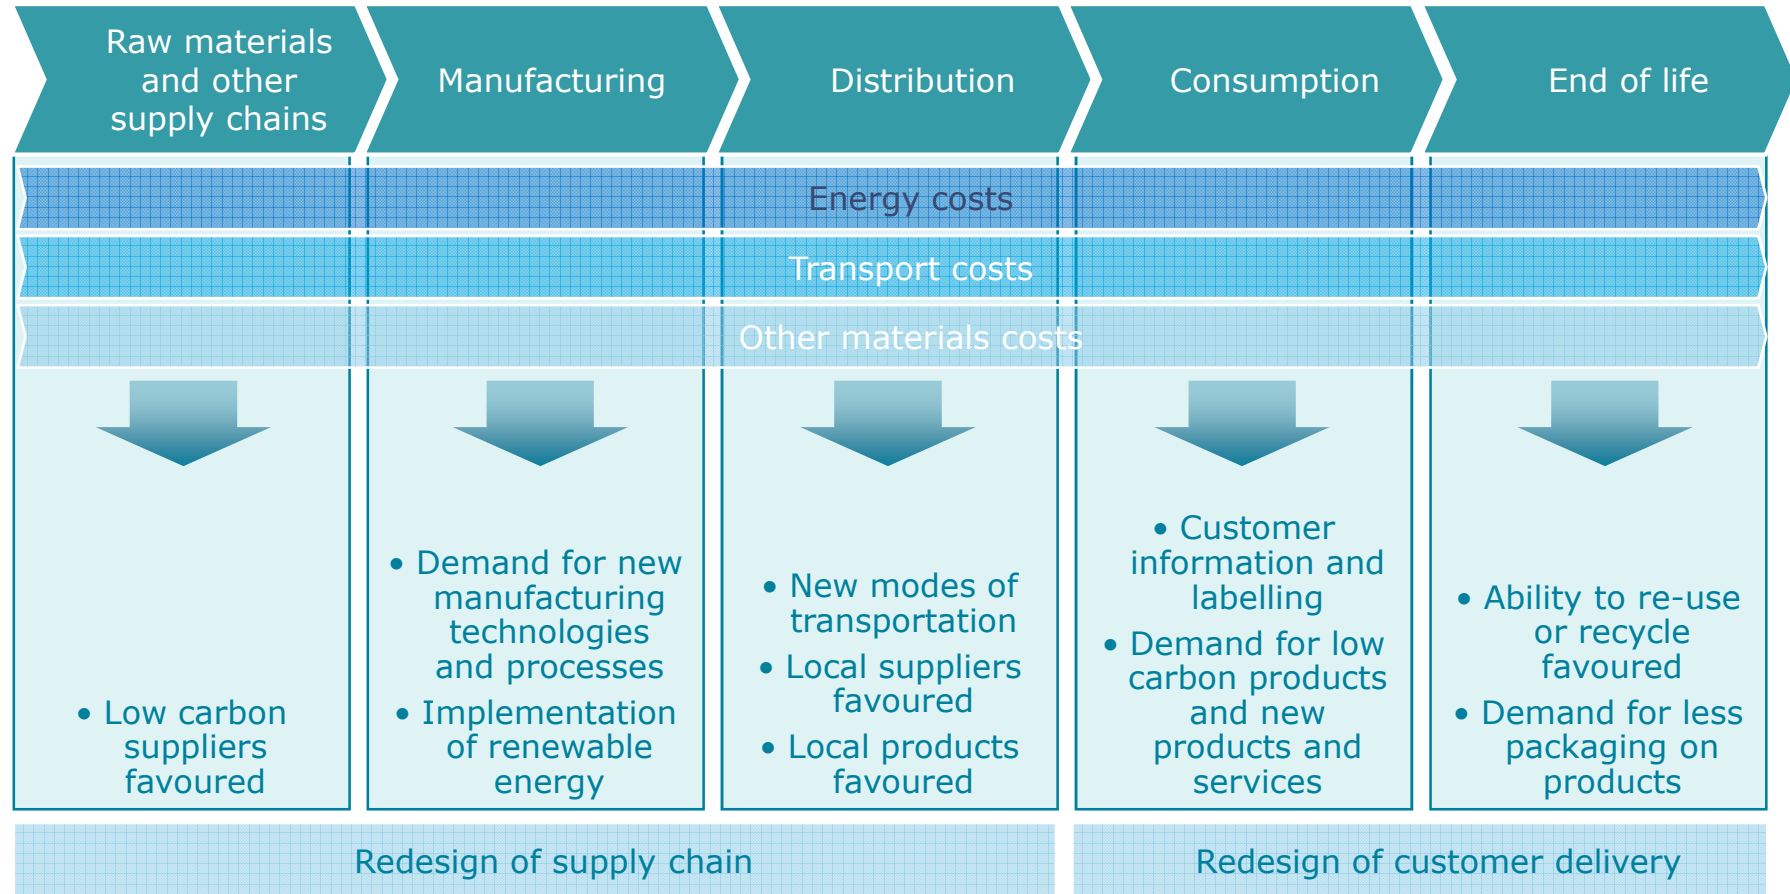 Raw materials
and other
supply chains
Manufacturing
Distribution
Consumption
End of life
Energy costs
Transport costs
Other materials costs
• Low carbon
suppliers
favoured
• Demand for new
manufacturing
technologies
and processes
• Implementation
of renewable
energy
• New modes of
transportation
• Local suppliers
favoured
• Local products
favoured
• Customer
information and
labelling
• Demand for low
carbon products
and new
products and
services
• Ability to re-use
or recycle
favoured
• Demand for less
packaging on
products
Redesign of supply chain
Redesign of customer delivery